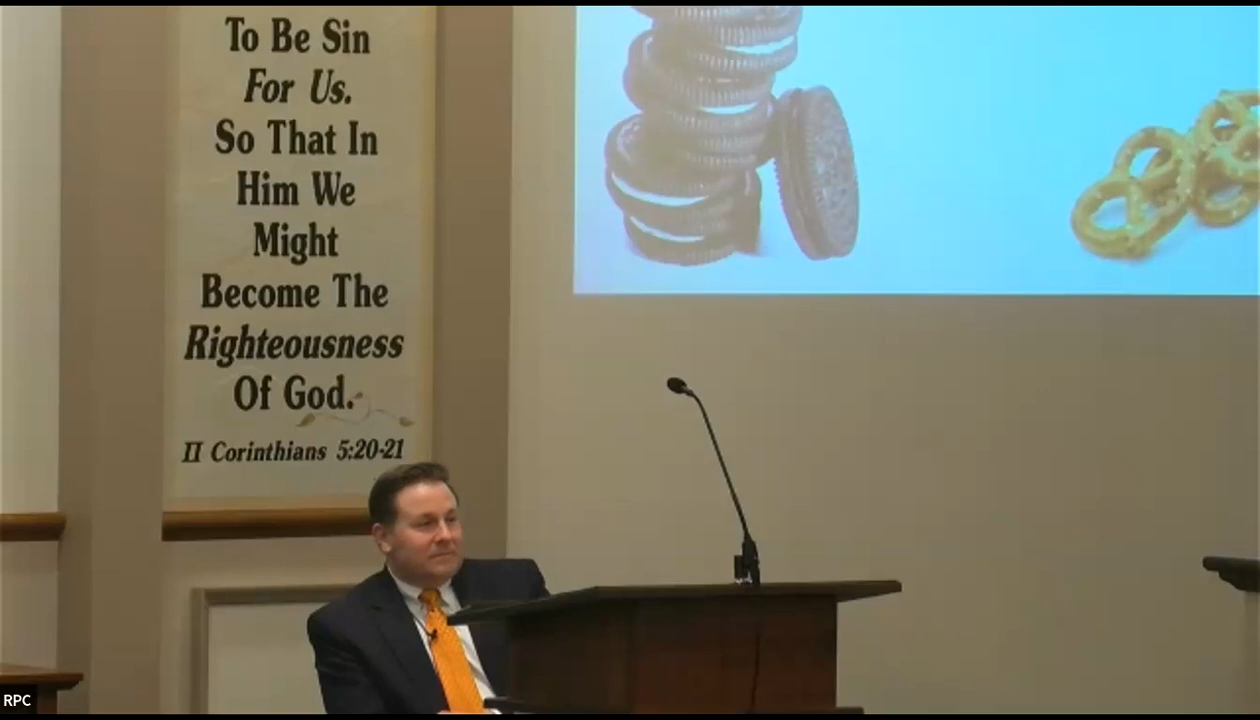 To Be Sin
For Us.
So That In
Him We
Might
Become The
Righteousness
Of God.
II Corinthians 5:20-21
RPC